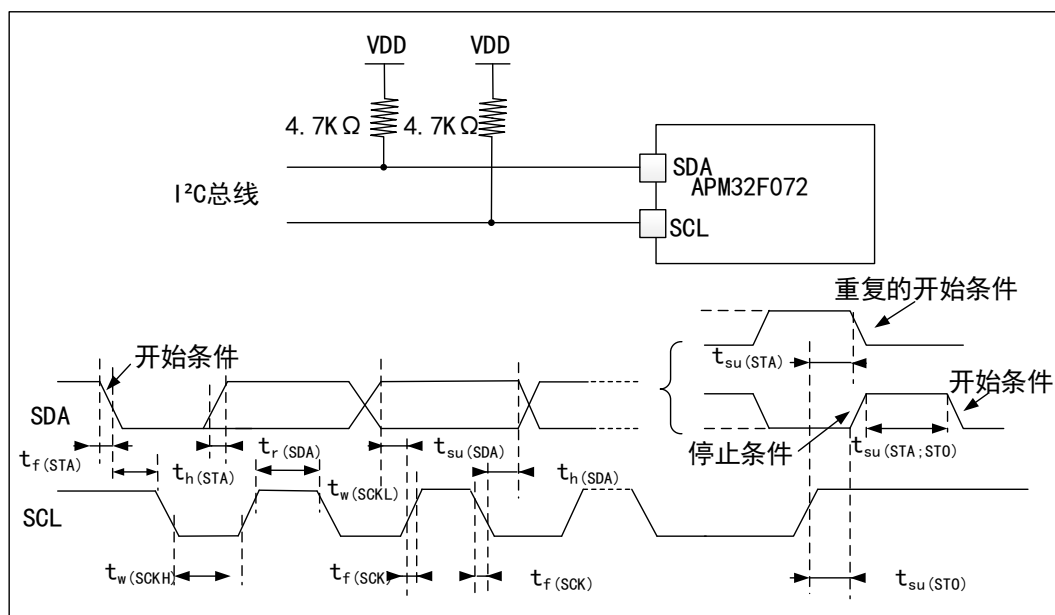 VDD VDD
4.7KΩ 4.7KΩ
SDA
APM32F072
I²C总线
SCL
重复的开始条件
tsu(STA)
开始条件
开始条件
SDA
停止条件
tsu(STA;STO)
tf(STA)
th(STA)
tr(SDA)
tw(SCKL)
tsu(SDA)
th(SDA)
SCL
tw(SCKH)
tf(SCK)
tf(SCK)
tsu(STO)